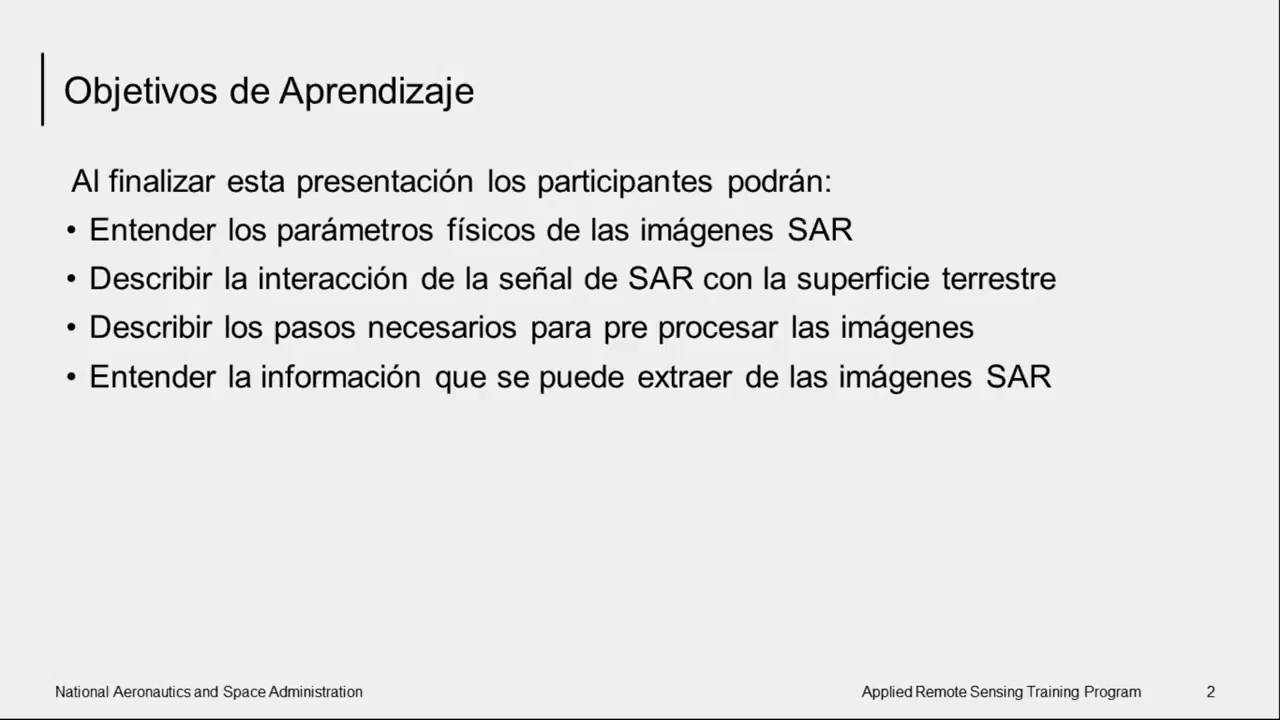 Objetivos de Aprendizaje
Al finalizar esta presentación los participantes podrán:
• Entender los parámetros físicos de las imágenes SAR
• Describir la interacción de la señal de SAR con la superficie terrestre
• Describir los pasos necesarios para pre procesar las imágenes
• Entender la información que se puede extraer de las imágenes SAR
National Aeronautics and Space Administration
Applied Remote Sensing Training Program
2